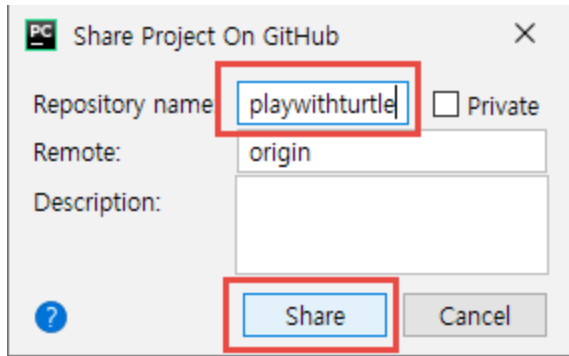 PC Share Project On GitHub
Repository name playwithturtle Private
Remote: origin
Description:
? Share Cancel